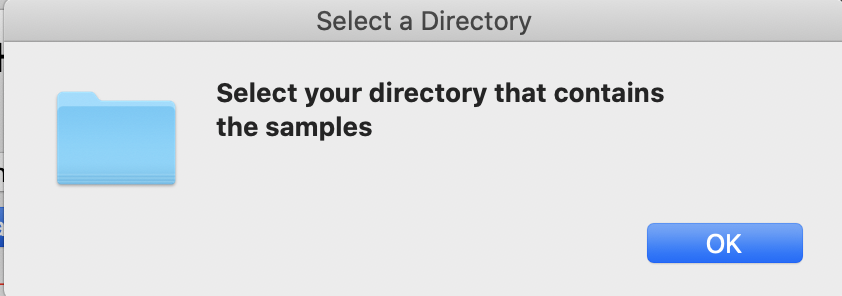 Select a Directory
Select your directory that contains
the samples
OK